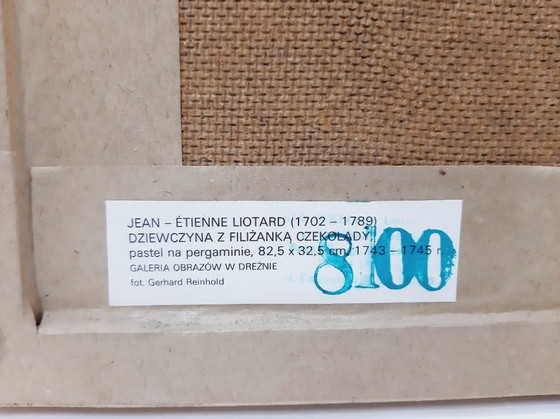 JEAN – ÉTIENNE LIOTARD (1702 – 1789)
DZIEWCZYNA Z FILIŻANKĄ CZEKOLADY
pastel na pergaminie, 82,5 x 32,5 cm, 1743 – 1745 r.
GALERIA OBRAZÓW W DREŹNIE
fot. Gerhard Reinhold
8100